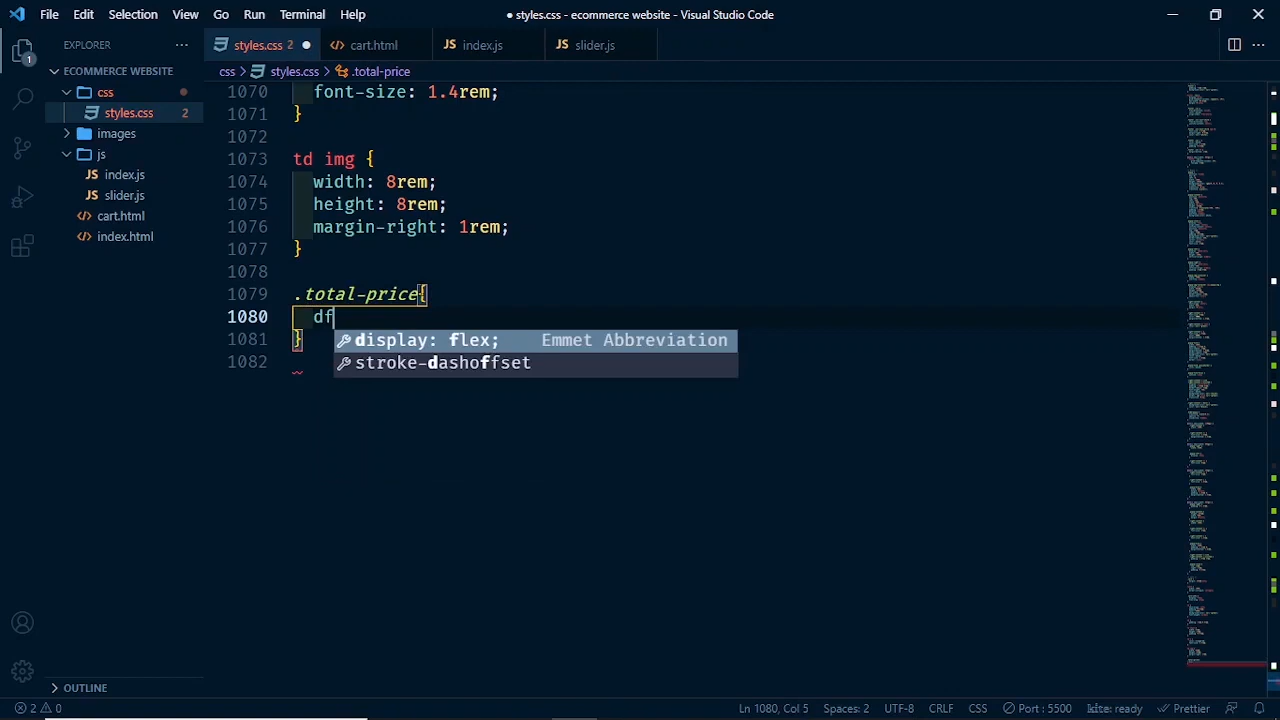 File Edit Selection View Go Run Terminal Help
● styles.css - ecommerce website - Visual Studio Code
EXPLORER
styles.css 2
cart.html
index.js
slider.js
ECOMMERCE WEBSITE
css
styles.css 2
images
js
index.js
slider.js
cart.html
index.html
OUTLINE
1
css > styles.css > .total-price
1070 font-size: 1.4rem;
1071 }
1072
1073 td img {
1074 width: 8rem;
1075 height: 8rem;
1076 margin-right: 1rem;
1077 }
1078
1079 .total-price{
1080 df
1081 }
1082
display: flex; Emmet Abbreviation
stroke-dashoffset
2 0
Ln 1080, Col 5 Spaces: 2 UTF-8 CRLF CSS Port : 5500 kite: ready Prettier